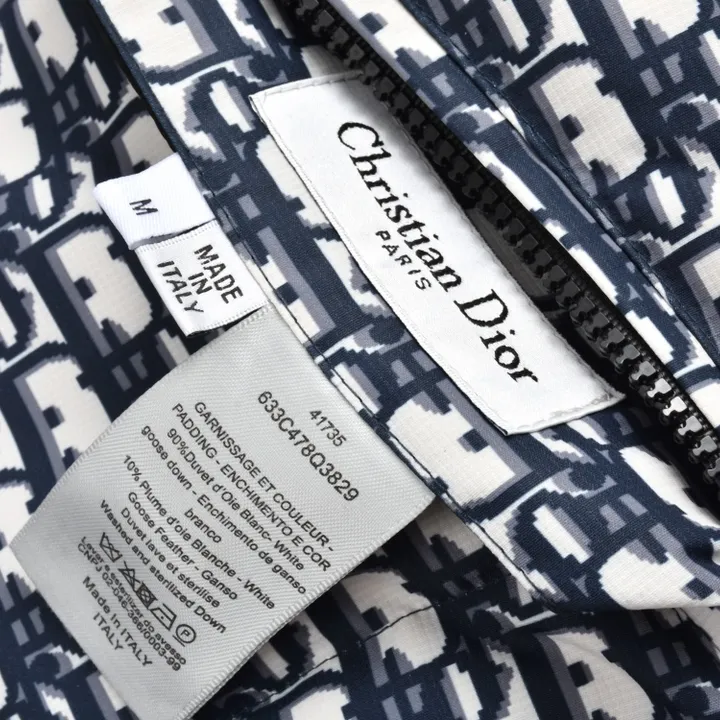 Christian Dior
PARIS
M
MADE
IN
ITALY
41735
633C478Q3829
GARNISSAGE ET COULEUR -
PADDING - ENCHIMENTO E COR
90%Duvet d'Oie Blanc- White
goose down - Enchimento de ganso
branco
10% Plume d'oie Blanche - White
Goose Feather - Ganso
Duvet lave et sterilise
Washed and sterilized Down
Made In ITALY
ITALY